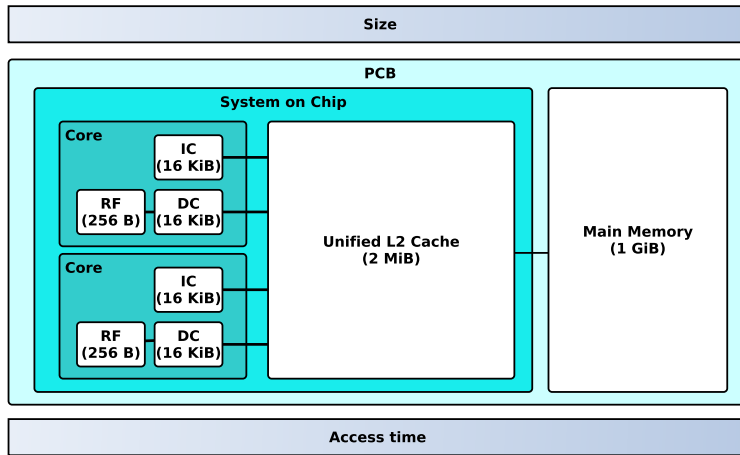 Size
PCB
System on Chip
Core
IC
(16 KiB)
RF
(256 B)
DC
(16 KiB)
Core
IC
(16 KiB)
RF
(256 B)
DC
(16 KiB)
Unified L2 Cache
(2 MiB)
Main Memory
(1 GiB)
Access time